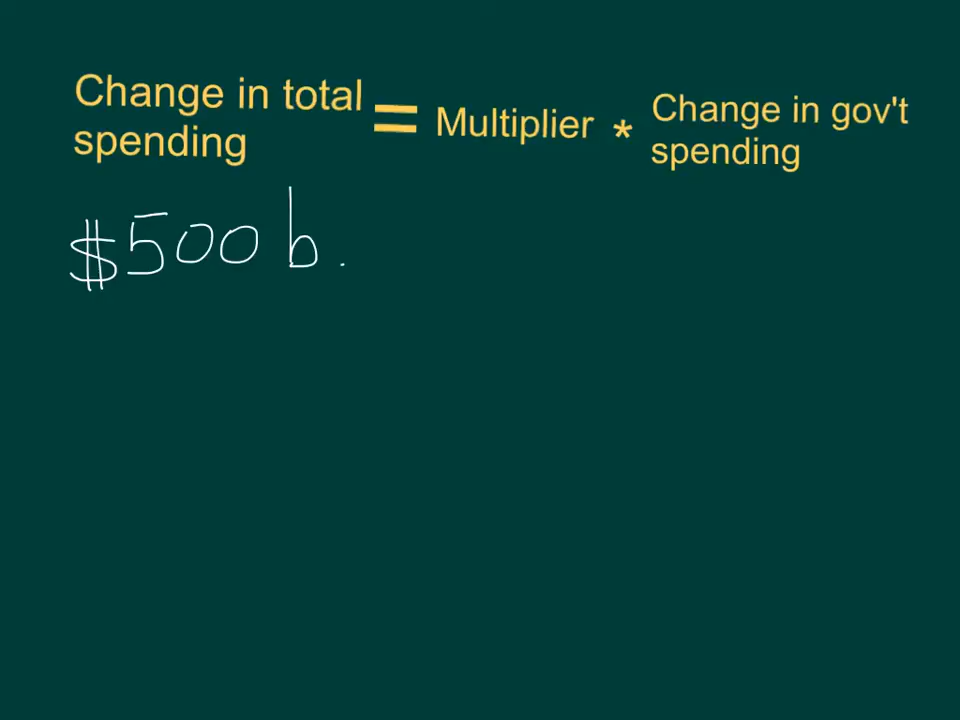 Change in total spending = Multiplier * Change in gov't spending
$500 b.